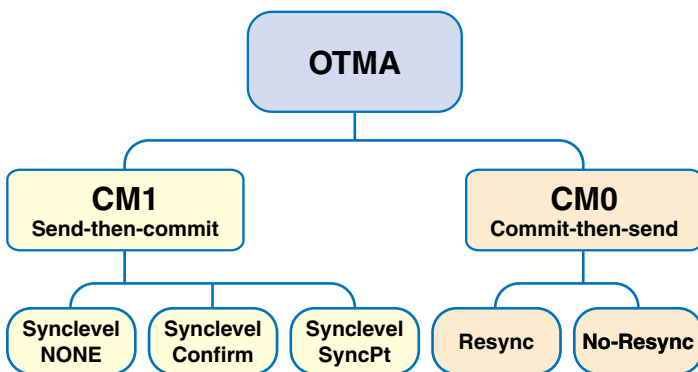 OTMA
CM1
Send-then-commit
CM0
Commit-then-send
Synclevel
NONE
Synclevel
Confirm
Synclevel
SyncPt
Resync
No-Resync